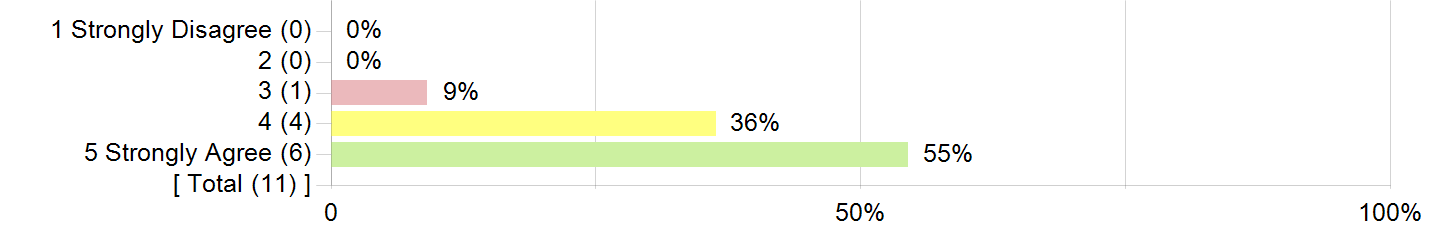 1 Strongly Disagree (0) 0%
2 (0) 0%
3 (1) 9%
4 (4) 36%
5 Strongly Agree (6) 55%
[ Total (11) ]
0 50% 100%